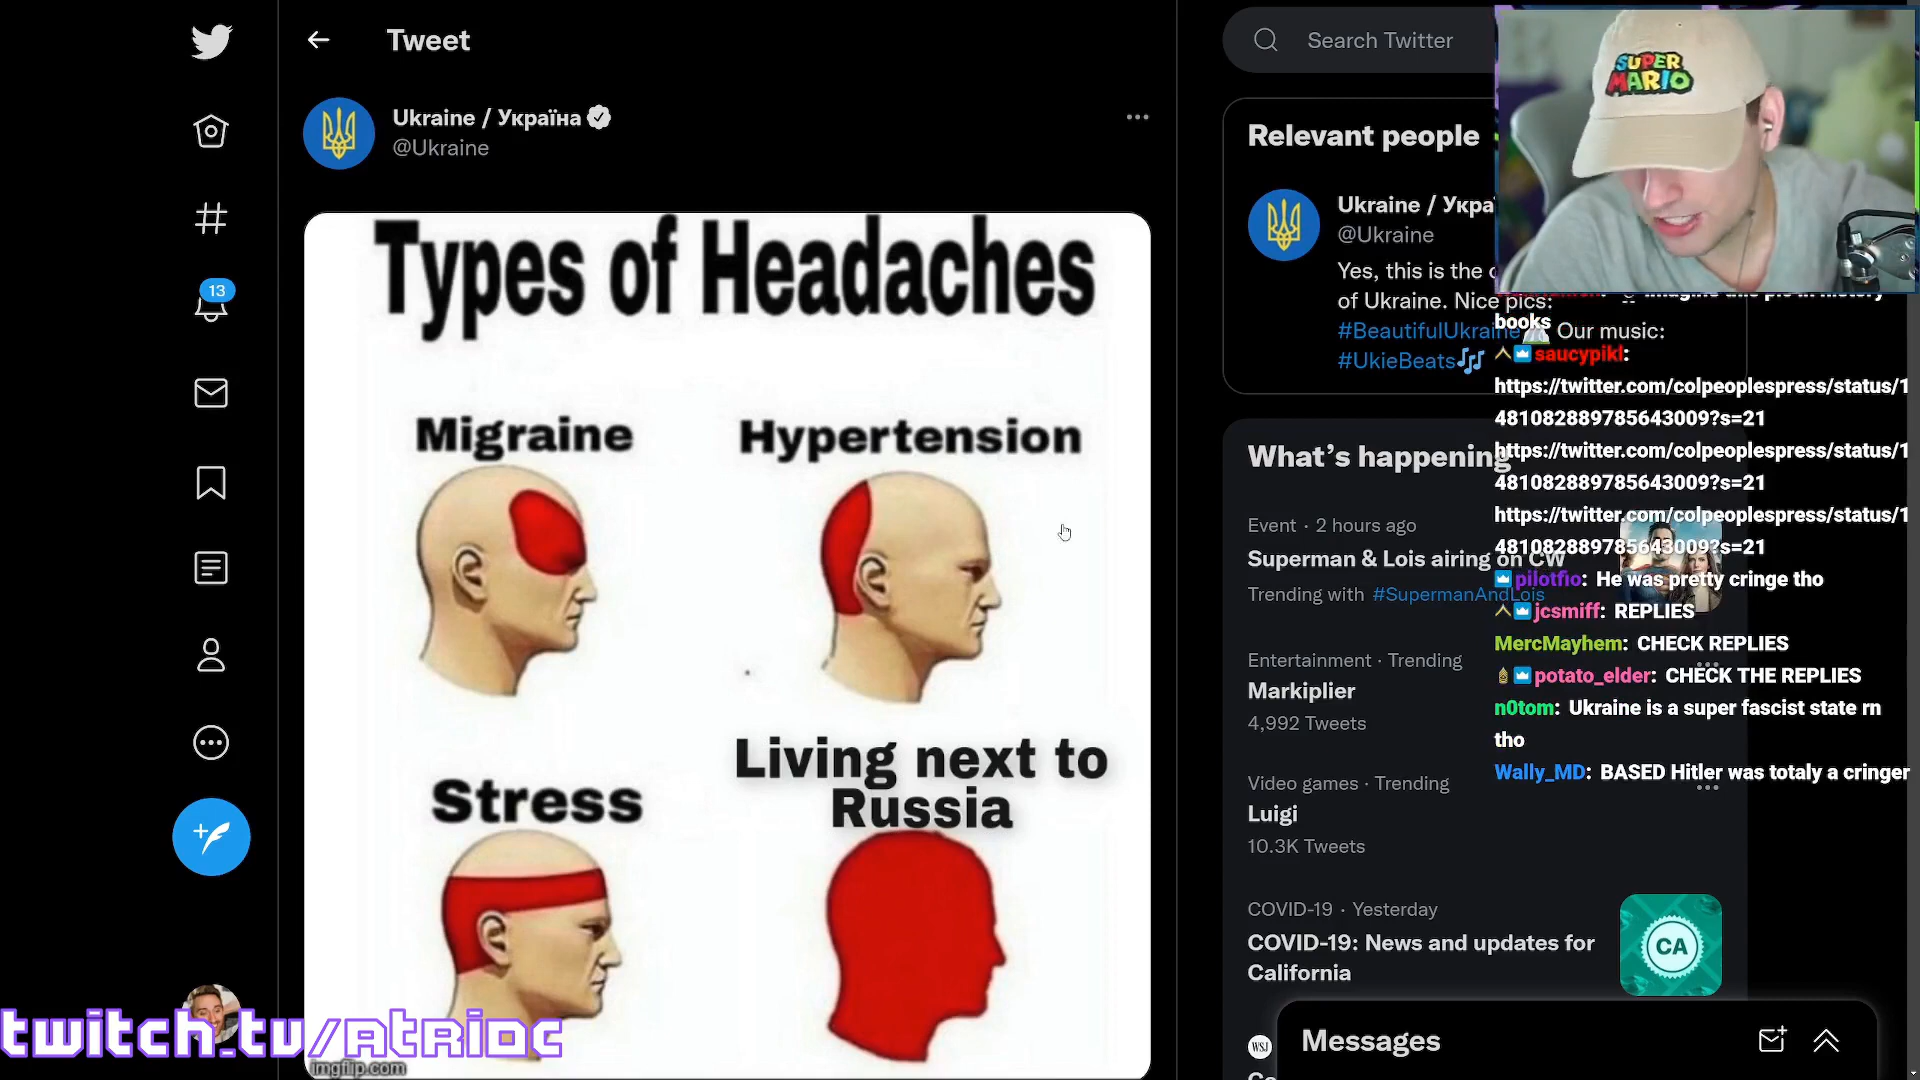 Tweet
Ukraine / Україна
@Ukraine
Types of Headaches
Migraine
Hypertension
Stress
Living next to
Russia
imgflip.com
13
twitch.tv/atrioc
Search Twitter
Relevant people
Ukraine / Украї
@Ukraine
Yes, this is the
of Ukraine. Nice pics:
#BeautifulUkraine Our music:
#UkieBeats
What's happening
Event · 2 hours ago
Superman & Lois airing on CW
Trending with #SupermanAndLois
Entertainment · Trending
Markiplier
4,992 Tweets
Video games · Trending
Luigi
10.3K Tweets
COVID-19 · Yesterday
COVID-19: News and updates for
California
CA
WSJ
Messages
SUPER
MARIO
books
saucypikl:
https://twitter.com/colpeoplespress/status/1
481082889785643009?s=21
https://twitter.com/colpeoplespress/status/1
481082889785643009?s=21
https://twitter.com/colpeoplespress/status/1
481082889785643009?s=21
pilotfio: He was pretty cringe tho
jcsmiff: REPLIES
MercMayhem: CHECK REPLIES
potato_elder: CHECK THE REPLIES
n0tom: Ukraine is a super fascist state rn
tho
Wally_MD: BASED Hitler was totaly a cringer